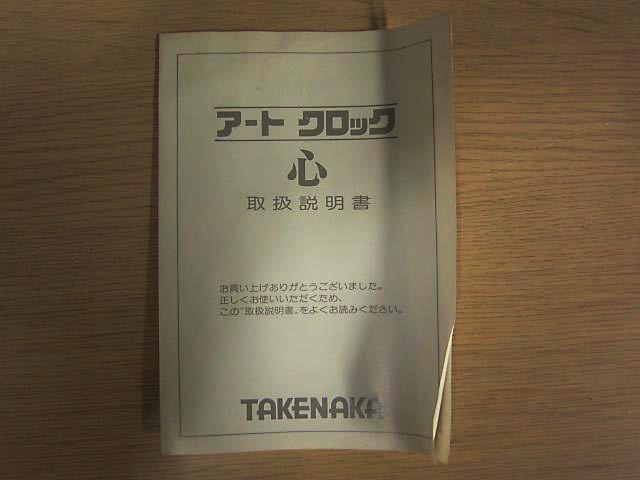 アート クロック
心
取扱説明書
お買い上げありがとうございました。
正しくお使いいただくため、
この"取扱説明書"をよくお読みください。
TAKENAKA